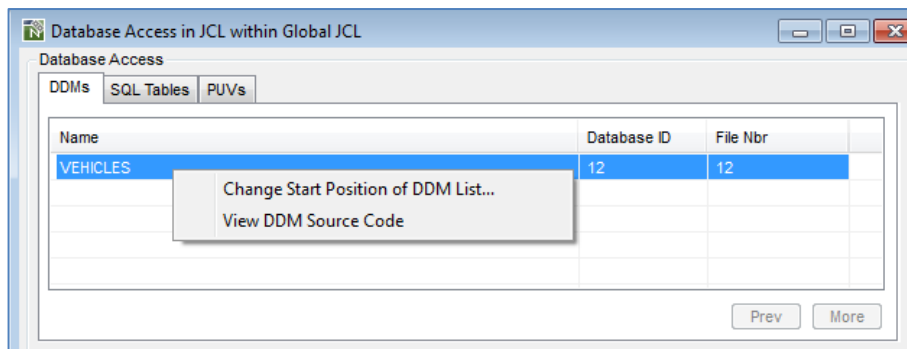 Database Access in JCL within Global JCL
Database Access
DDMs SQL Tables PUVs
Name Database ID File Nbr
VEHICLES 12 12
Change Start Position of DDM List...
View DDM Source Code
Prev More